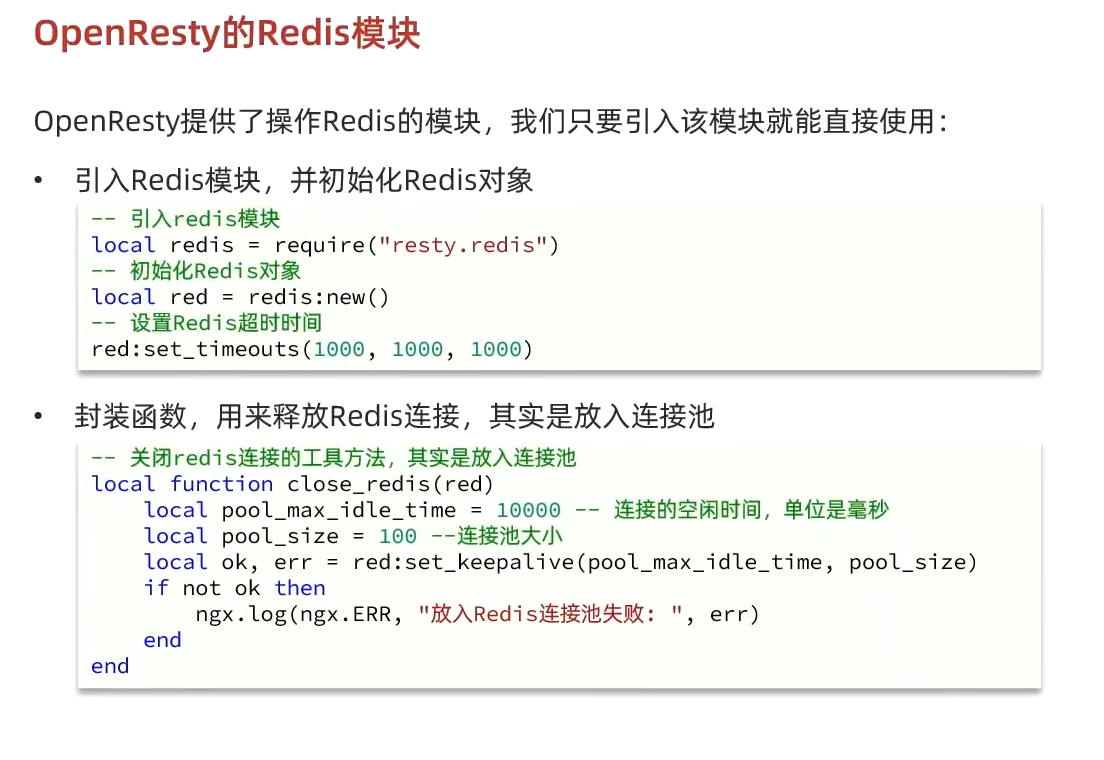 OpenResty的Redis模块
OpenResty提供了操作Redis的模块，我们只要引入该模块就能直接使用：
• 引入Redis模块，并初始化Redis对象
-- 引入redis模块
local redis = require("resty.redis")
-- 初始化Redis对象
local red = redis:new()
-- 设置Redis超时时间
red:set_timeouts(1000, 1000, 1000)
• 封装函数，用来释放Redis连接，其实是放入连接池
-- 关闭redis连接的工具方法，其实是放入连接池
local function close_redis(red)
    local pool_max_idle_time = 10000 -- 连接的空闲时间，单位是毫秒
    local pool_size = 100 --连接池大小
    local ok, err = red:set_keepalive(pool_max_idle_time, pool_size)
    if not ok then
        ngx.log(ngx.ERR, "放入Redis连接池失败: ", err)
    end
end